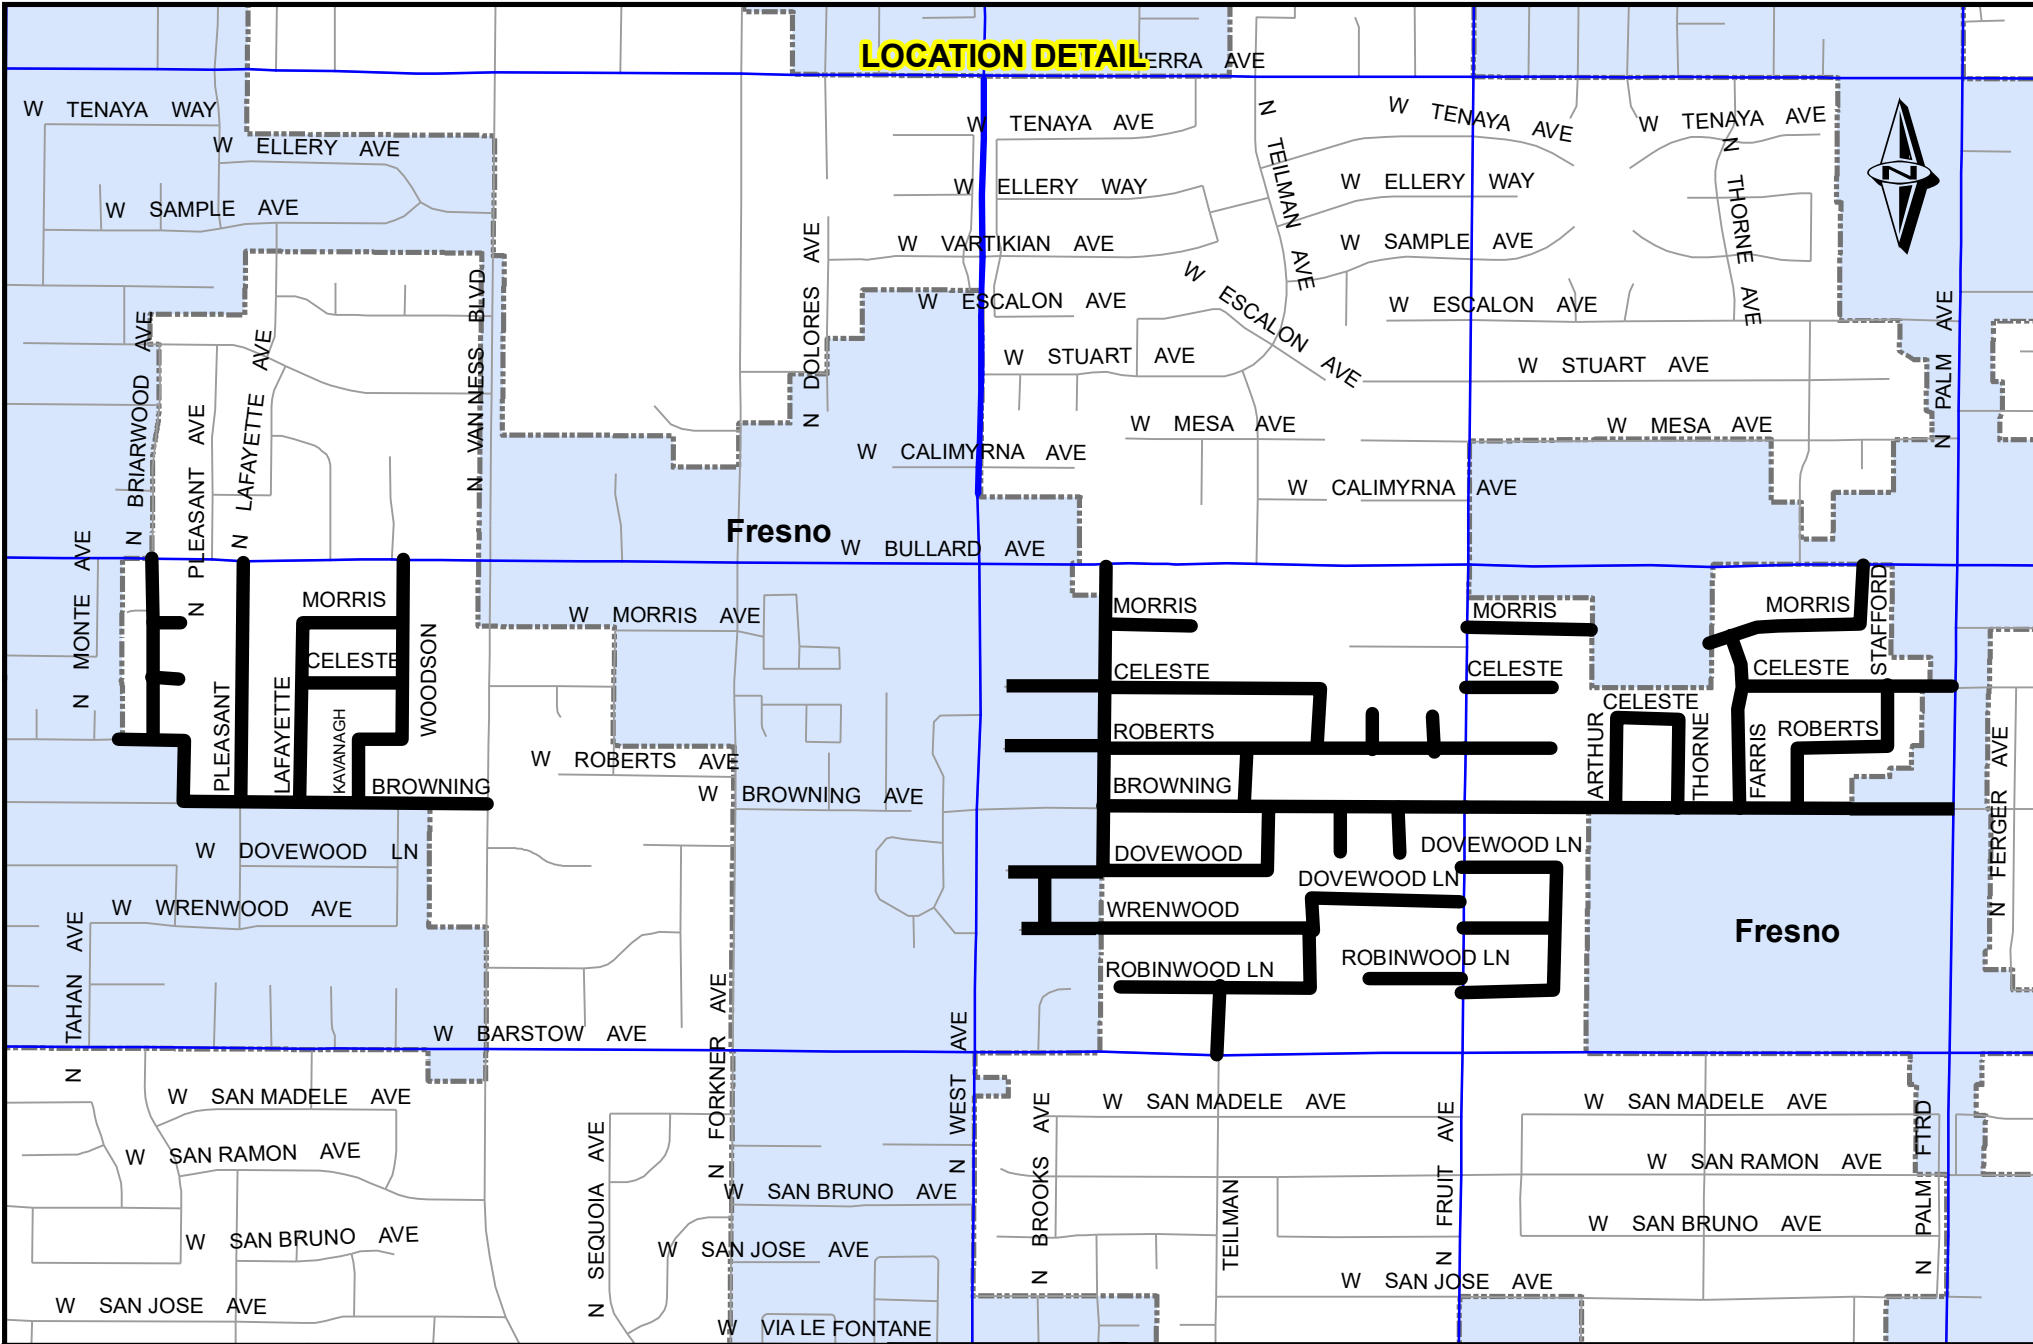 LOCATION DETAIL
ERRA AVE
W TENAYA WAY
W ELLERY AVE
W SAMPLE AVE
W TENAYA AVE
W TENAYA AVE
W TENAYA AVE
N TEILMAN AVE
N THORNE AVE
N
W ELLERY WAY
W ELLERY WAY
W VARTIKIAN AVE
W SAMPLE AVE
N DOLORES AVE
W ESCALON AVE
W ESCALON AVE
W ESCALON AVE
N VAN NESS BLVD
N BRIARWOOD AVE
N PLEASANT AVE
N LAFAYETTE AVE
N PALM AVE
W STUART AVE
W STUART AVE
W MESA AVE
W MESA AVE
W CALIMYRNA AVE
W CALIMYRNA AVE
Fresno
W BULLARD AVE
N MONTE AVE
MORRIS
W MORRIS AVE
MORRIS
MORRIS
MORRIS
STAFFORD
WOODSON
CELESTE
CELESTE
CELESTE
CELESTE
CELESTE
PLEASANT
LAFAYETTE
KAVANAGH
BROWNING
W ROBERTS AVE
ROBERTS
ROBERTS
ARTHUR
THORNE
FARRIS
W BROWNING AVE
BROWNING
N FERGER AVE
W DOVEWOOD LN
DOVEWOOD
DOVEWOOD LN
DOVEWOOD LN
W WRENWOOD AVE
WRENWOOD
Fresno
ROBINWOOD LN
ROBINWOOD LN
N TAHAN AVE
N FORKNER AVE
W BARSTOW AVE
N WEST AVE
W SAN MADELE AVE
W SAN MADELE AVE
W SAN MADELE AVE
N BROOKS AVE
N FRUIT AVE
N PALM FTRD
N SEQUOIA AVE
W SAN RAMON AVE
W SAN RAMON AVE
W SAN BRUNO AVE
TEILMAN
W SAN BRUNO AVE
W SAN BRUNO AVE
W SAN JOSE AVE
W SAN JOSE AVE
W SAN JOSE AVE
W VIA LE FONTANE